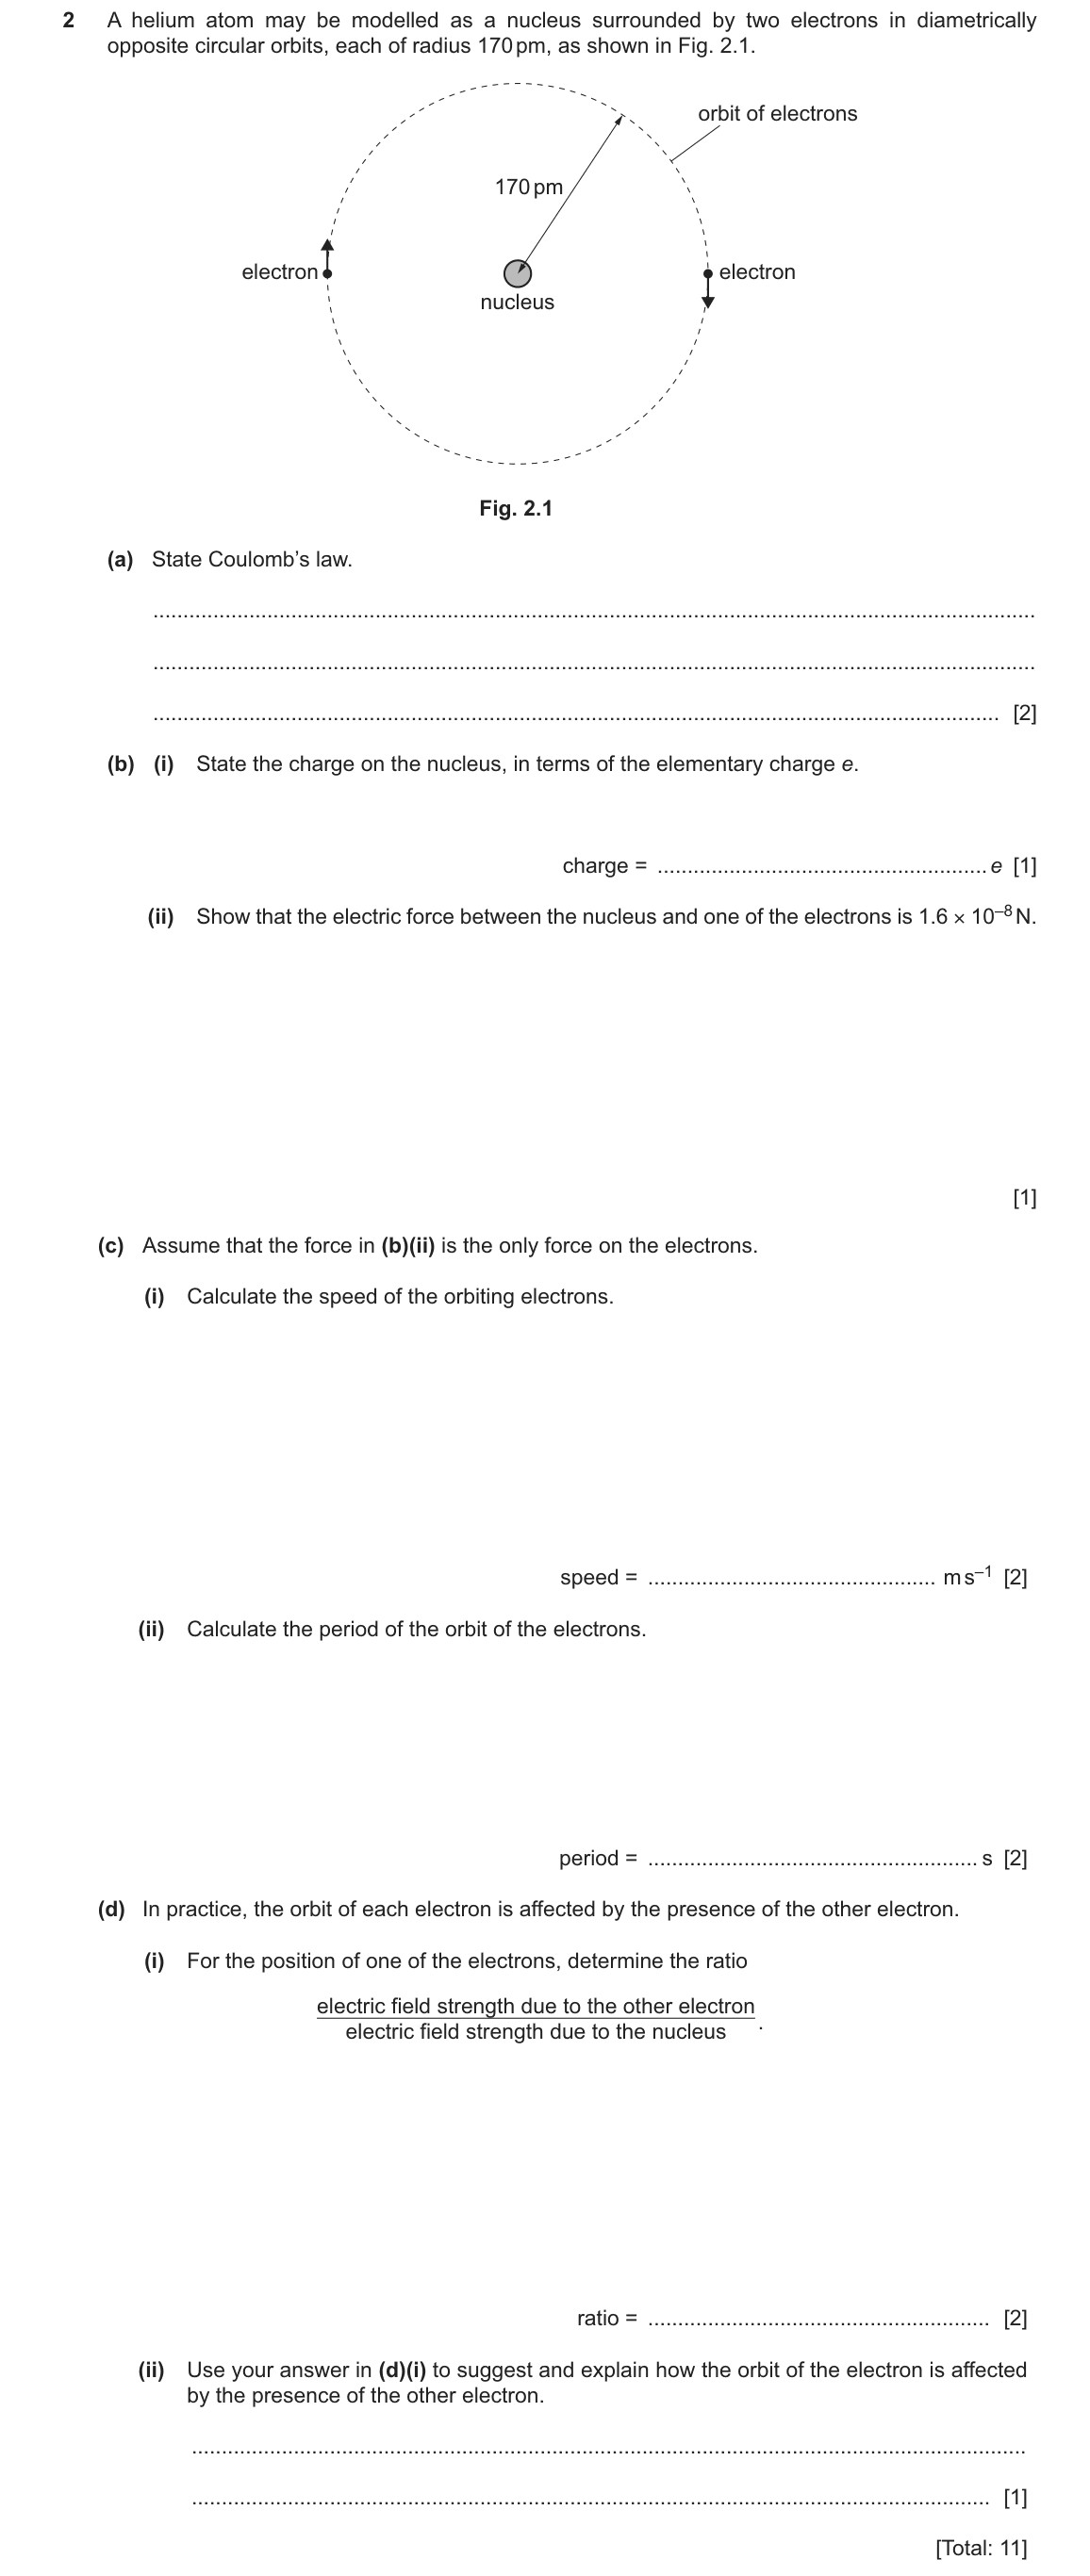 2 A helium atom may be modelled as a nucleus surrounded by two electrons in diametrically
opposite circular orbits, each of radius 170 pm, as shown in Fig. 2.1.
orbit of electrons
170 pm
electron
electron
nucleus
Fig. 2.1
(a) State Coulomb’s law.
..........................................................................................
..........................................................................................
.......................................................................................... [2]
(b) (i) State the charge on the nucleus, in terms of the elementary charge e.
charge = ....................................................... e [1]
(ii) Show that the electric force between the nucleus and one of the electrons is 1.6 × 10⁻⁸ N.
[1]
(c) Assume that the force in (b)(ii) is the only force on the electrons.
(i) Calculate the speed of the orbiting electrons.
speed = ................................................ m s⁻¹ [2]
(ii) Calculate the period of the orbit of the electrons.
period = ....................................................... s [2]
(d) In practice, the orbit of each electron is affected by the presence of the other electron.
(i) For the position of one of the electrons, determine the ratio
electric field strength due to the other electron
electric field strength due to the nucleus .
ratio = ......................................................... [2]
(ii) Use your answer in (d)(i) to suggest and explain how the orbit of the electron is affected
by the presence of the other electron.
..........................................................................................
.......................................................................................... [1]
[Total: 11]